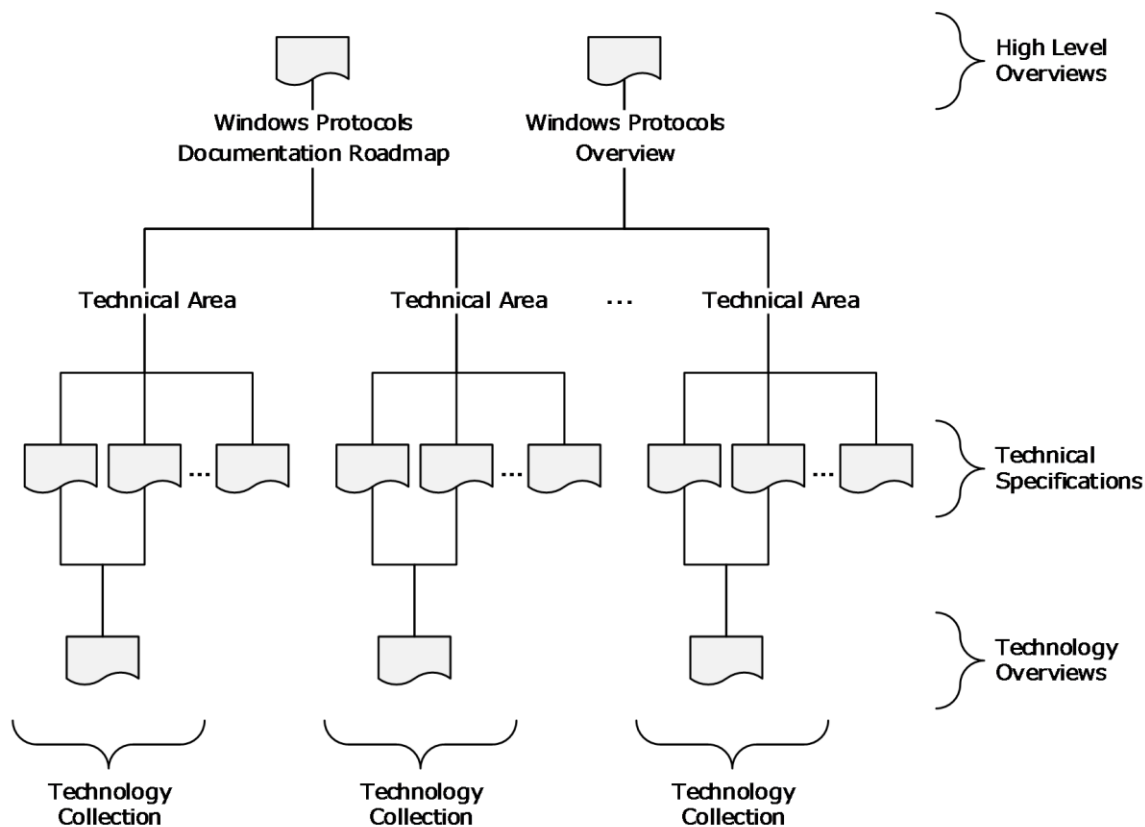 High Level
Overviews
Windows Protocols
Documentation Roadmap
Windows Protocols
Overview
Technical Area
Technical Area
...
Technical Area
...
...
...
Technical
Specifications
Technology
Overviews
Technology
Collection
Technology
Collection
Technology
Collection